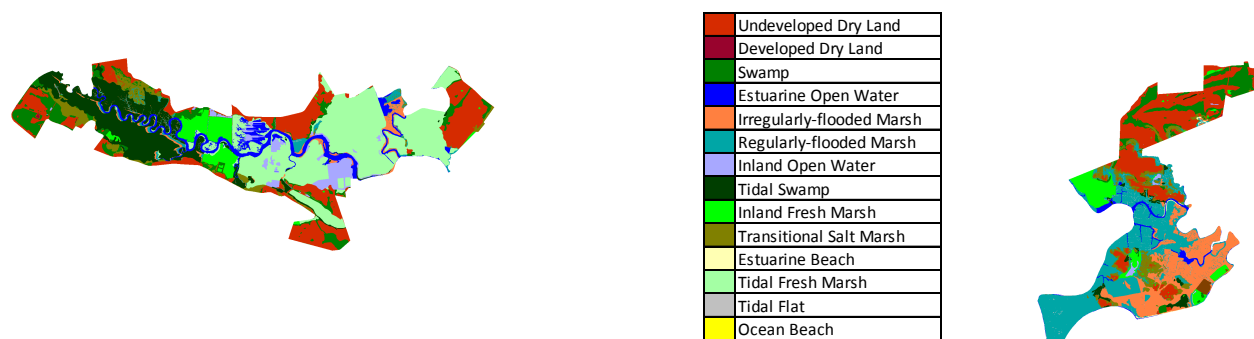 Undeveloped Dry Land
Developed Dry Land
Swamp
Estuarine Open Water
Irregularly-flooded Marsh
Regularly-flooded Marsh
Inland Open Water
Tidal Swamp
Inland Fresh Marsh
Transitional Salt Marsh
Estuarine Beach
Tidal Fresh Marsh
Tidal Flat
Ocean Beach